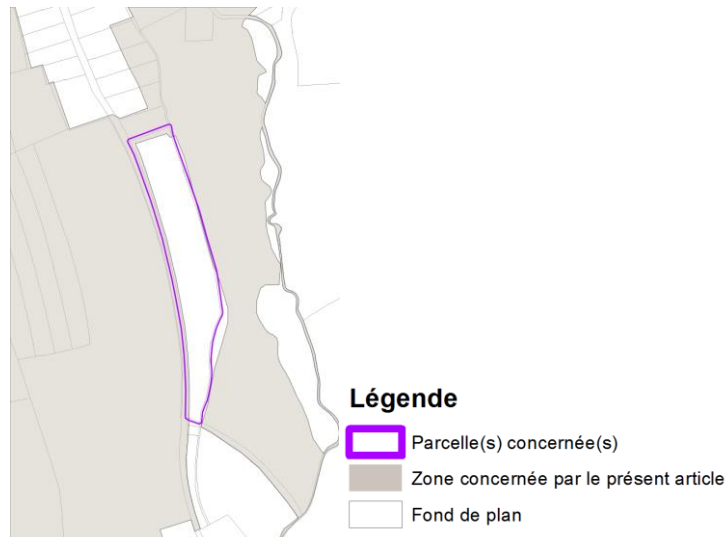 Légende
Parcelle(s) concernée(s)
Zone concernée par le présent article
Fond de plan